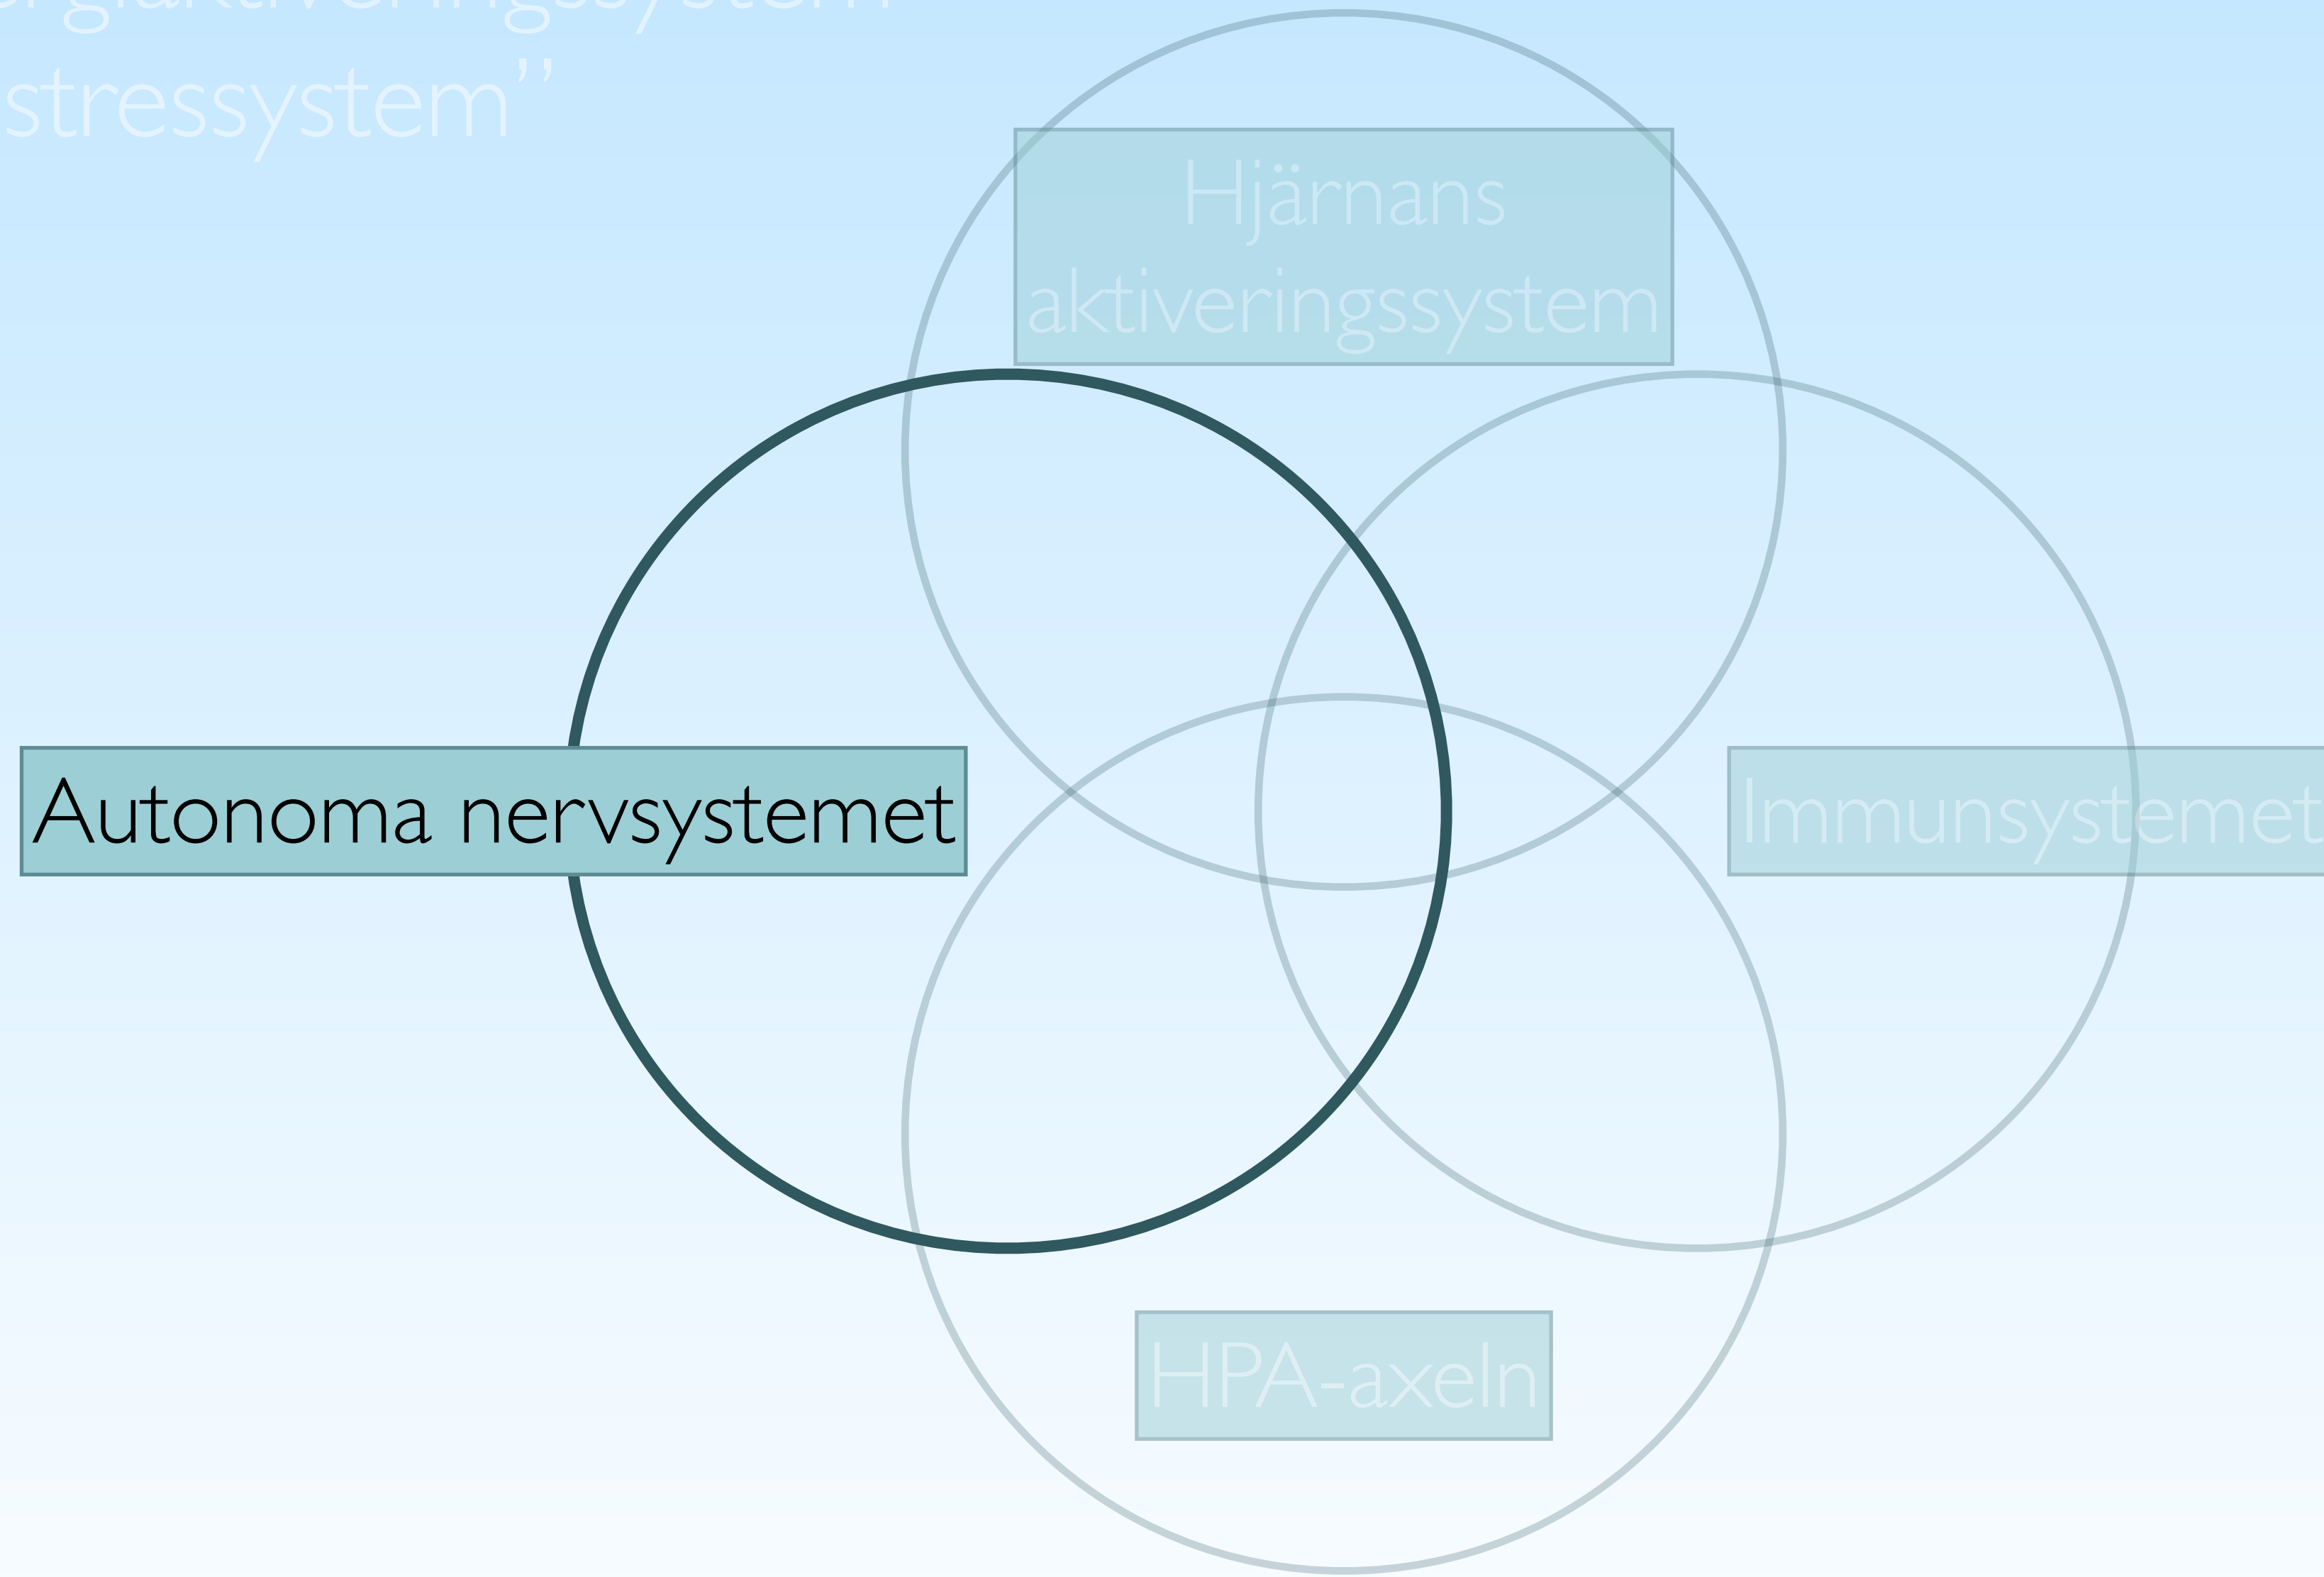 stressystem”
Hjärnans
aktiveringssystem
Autonoma nervsystemet
Immunsystemet
HPA-axeln